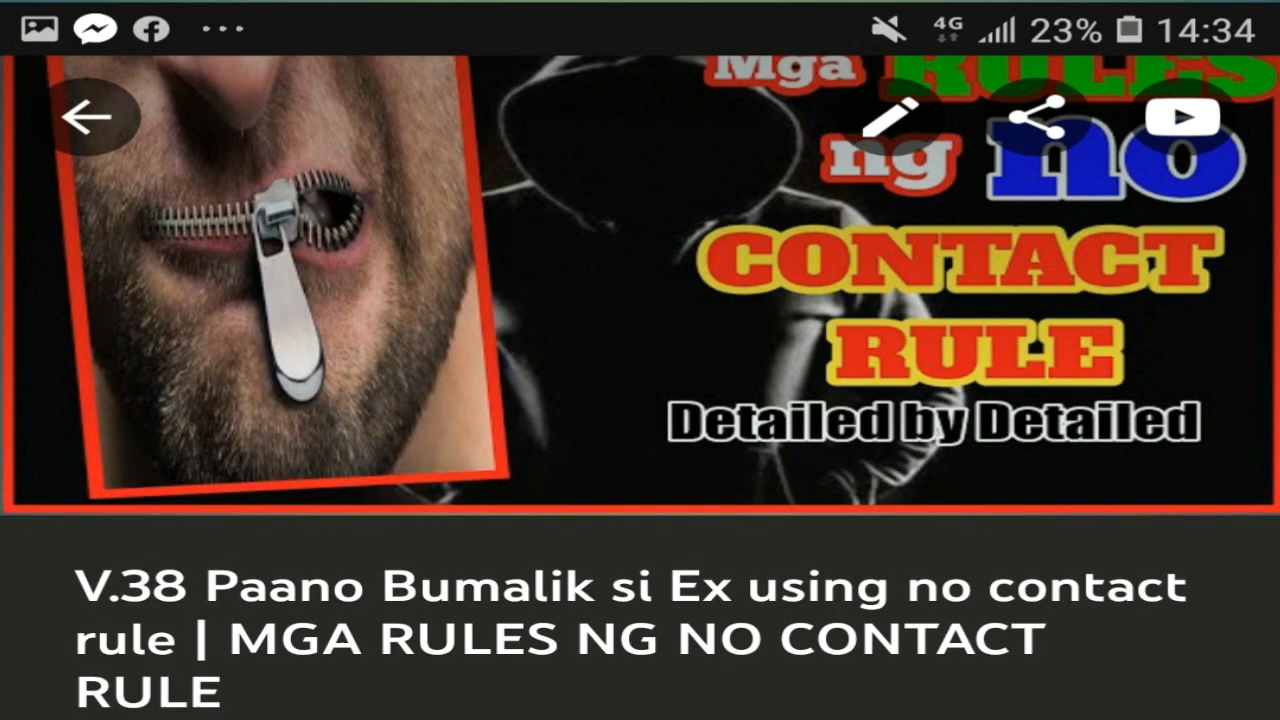 4G 23% 14:34
Mga RULES
ng no
CONTACT
RULE
Detailed by Detailed
V.38 Paano Bumalik si Ex using no contact
rule | MGA RULES NG NO CONTACT
RULE